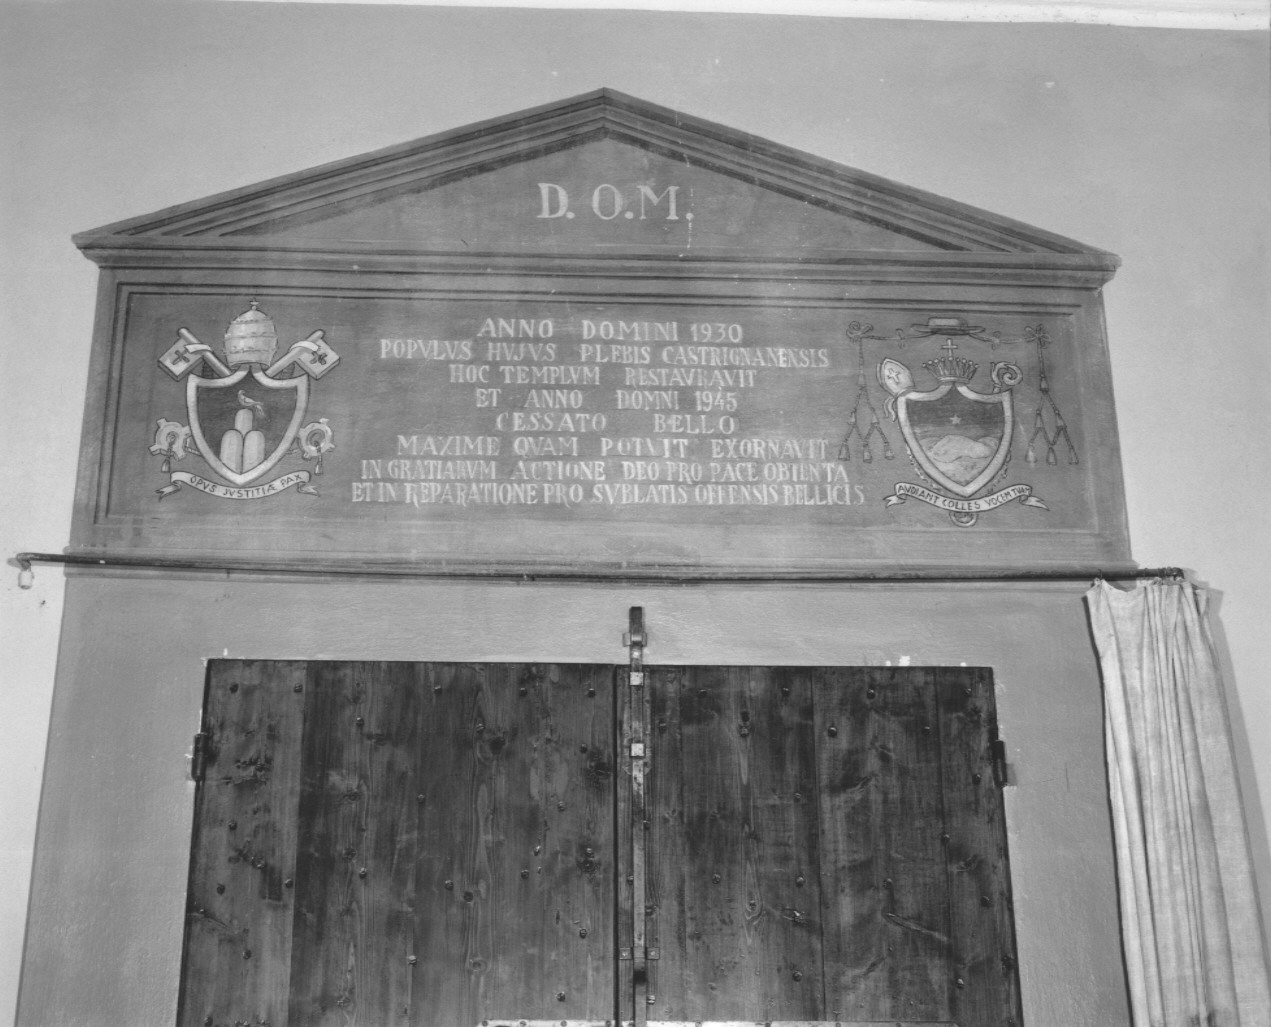 D. O. M.
ANNO DOMINI 1930
POPVLVS HVJVS PLEBIS CASTRIGNANENSIS
HOC TEMPLVM RESTAVRAVIT
ET ANNO DOMNI 1945
CESSATO BELLO
MAXIME QVAM POTVIT EXORNAVIT
IN GRATIARVM ACTIONE DEO PRO PACE OBTENTA
ET IN REPARATIONE PRO SVBLATIS OFFENSIS BELLICIS
OPVS JVSTITIÆ PAX
AVDIANT COLLES VOCEM TVA